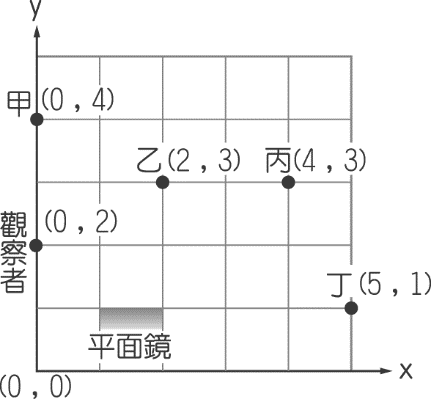 y
甲(0 , 4)
乙(2 , 3)
丙(4 , 3)
(0 , 2)
觀察者
丁(5 , 1)
平面鏡
x
(0 , 0)